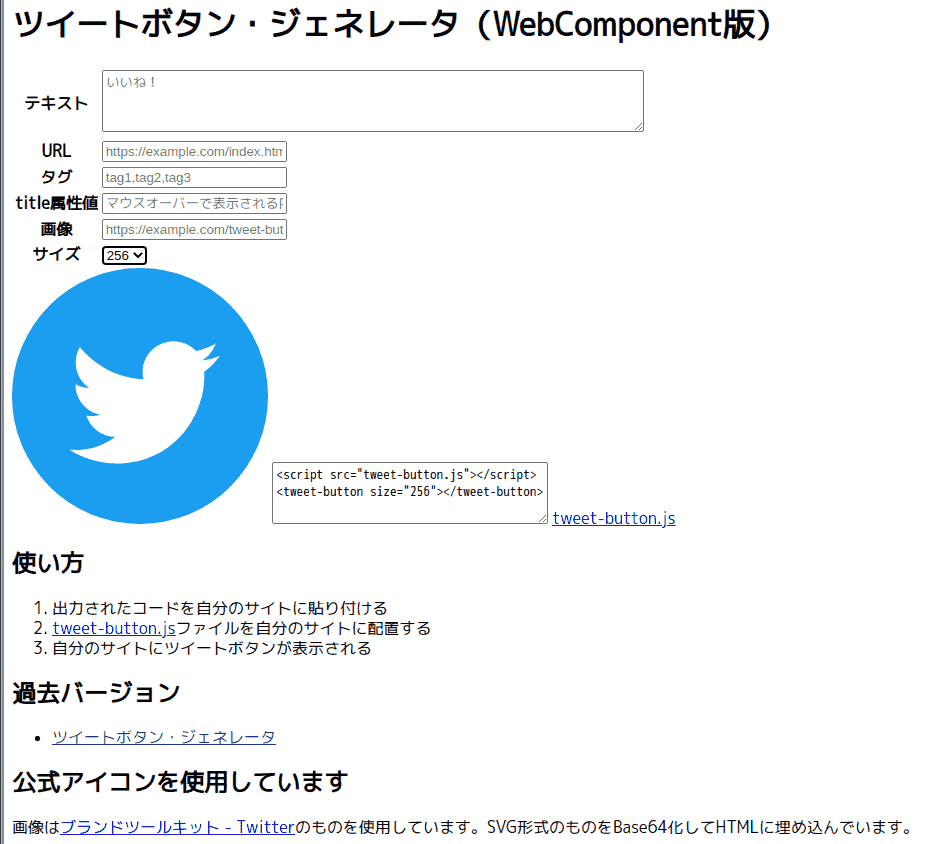 ツイートボタン・ジェネレータ（WebComponent版）
テキスト いいね！
URL https://example.com/index.htm
タグ tag1,tag2,tag3
title属性値 マウスオーバーで表示される
画像 https://example.com/tweet-but
サイズ 256
<script src="tweet-button.js"></script>
<tweet-button size="256"></tweet-button>
tweet-button.js
使い方
1. 出力されたコードを自分のサイトに貼り付ける
2. tweet-button.jsファイルを自分のサイトに配置する
3. 自分のサイトにツイートボタンが表示される
過去バージョン
• ツイートボタン・ジェネレータ
公式アイコンを使用しています
画像はブランドツールキット - Twitterのものを使用しています。SVG形式のものをBase64化してHTMLに埋め込んでいます。